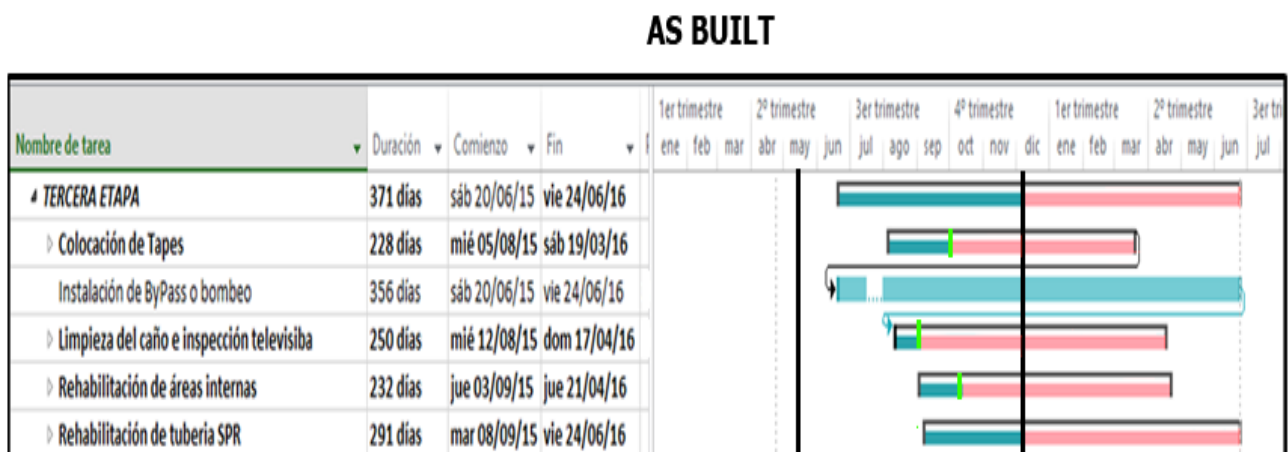 AS BUILT
1er trimestre 2º trimestre 3er trimestre 4º trimestre 1er trimestre 2º trimestre 3er tri
Nombre de tarea Duración Comienzo Fin ene feb mar abr may jun jul ago sep oct nov dic ene feb mar abr may jun jul
TERCERA ETAPA 371 días sáb 20/06/15 vie 24/06/16
Colocación de Tapes 228 días mié 05/08/15 sáb 19/03/16
Instalación de ByPass o bombeo 356 días sáb 20/06/15 vie 24/06/16
Limpieza del caño e inspección televisiba 250 días mié 12/08/15 dom 17/04/16
Rehabilitación de áreas internas 232 días jue 03/09/15 jue 21/04/16
Rehabilitación de tuberia SPR 291 días mar 08/09/15 vie 24/06/16